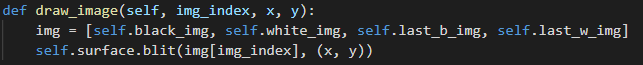 def draw_image(self, img_index, x, y):
    img = [self.black_img, self.white_img, self.last_b_img, self.last_w_img]
    self.surface.blit(img[img_index], (x, y))